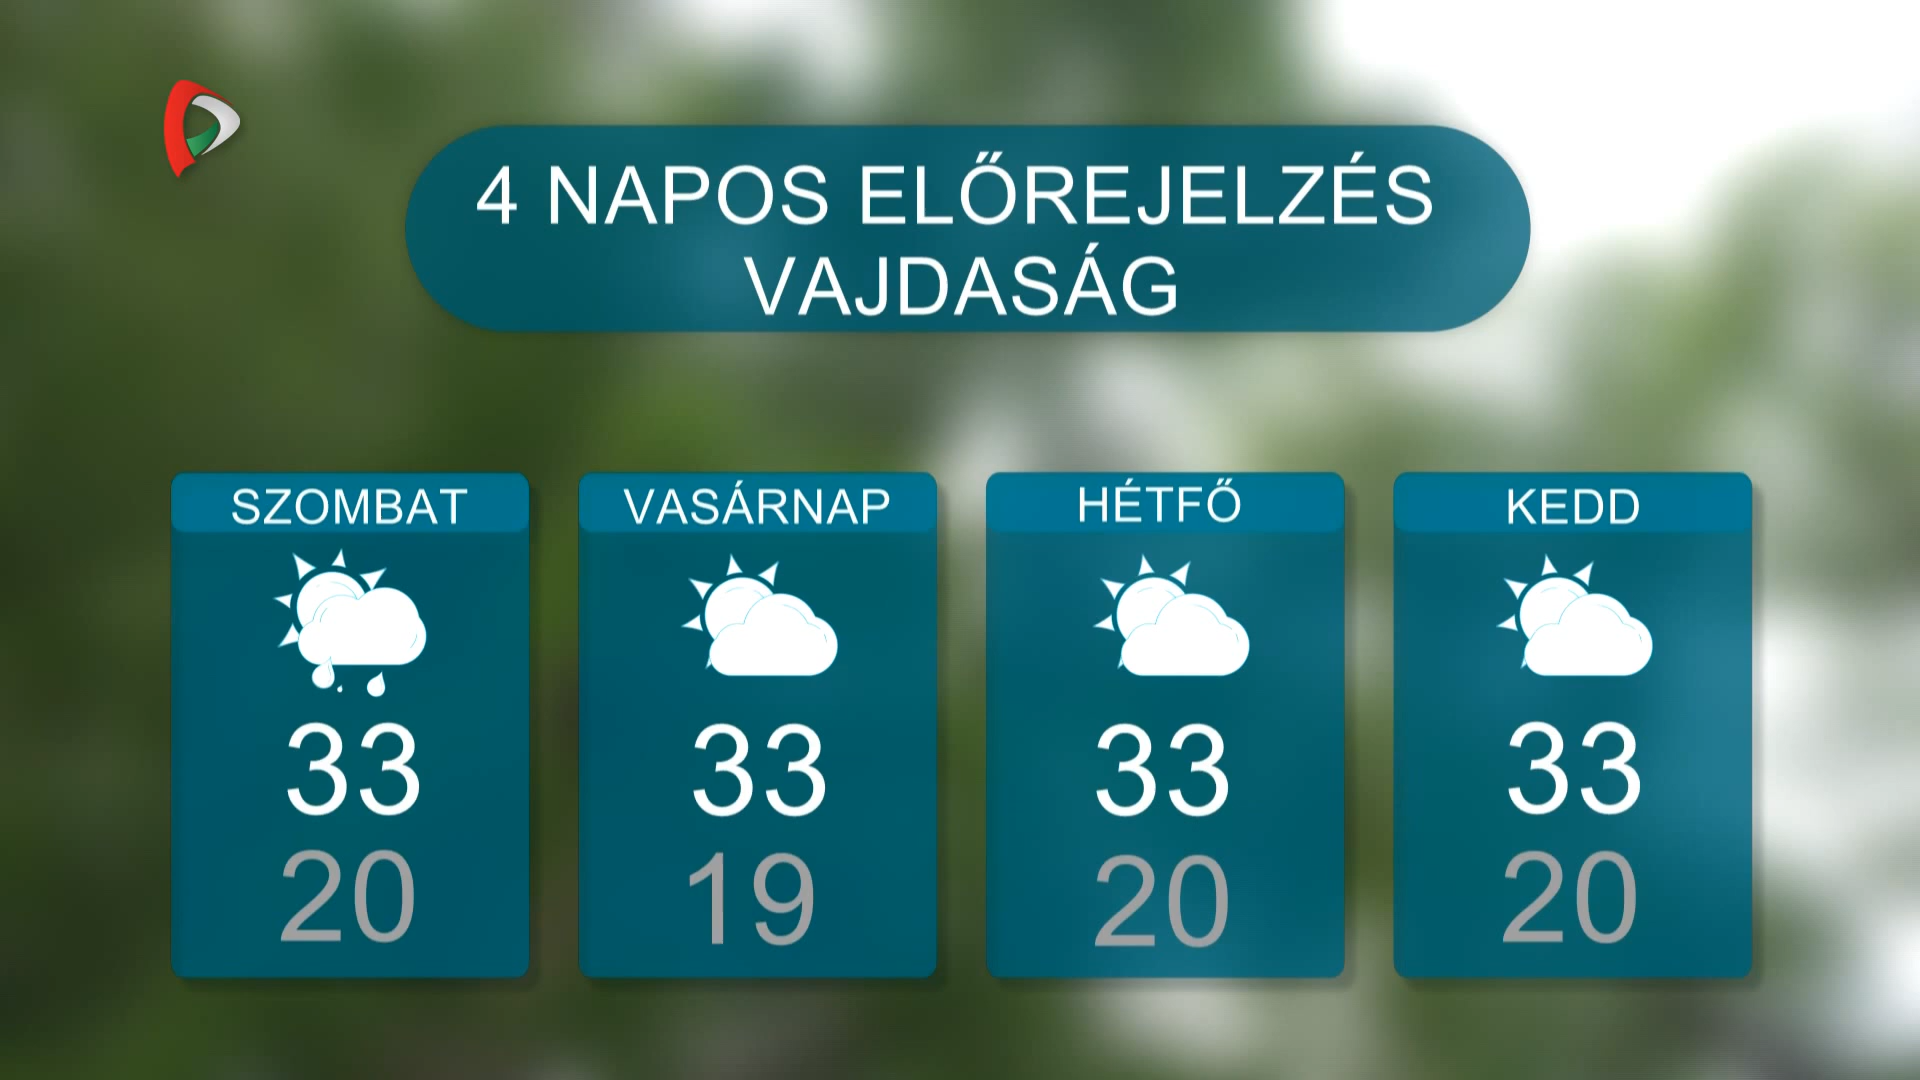 4 NAPOS ELŐREJELZÉS
VAJDASÁG
SZOMBAT
33
20
VASÁRNAP
33
19
HÉTFŐ
33
20
KEDD
33
20